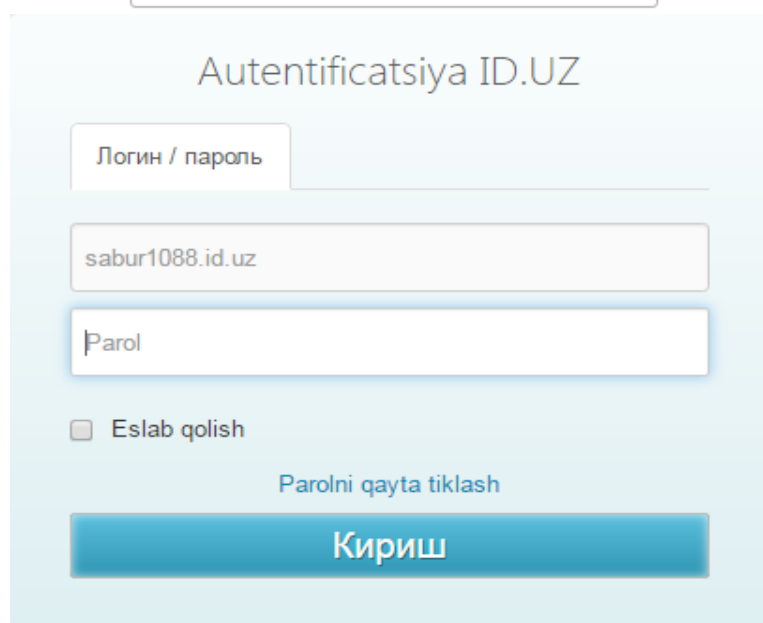 Autentificatsiya ID.UZ
Логин / пароль
sabur1088.id.uz
Parol
Eslab qolish
Parolni qayta tiklash
Кириш